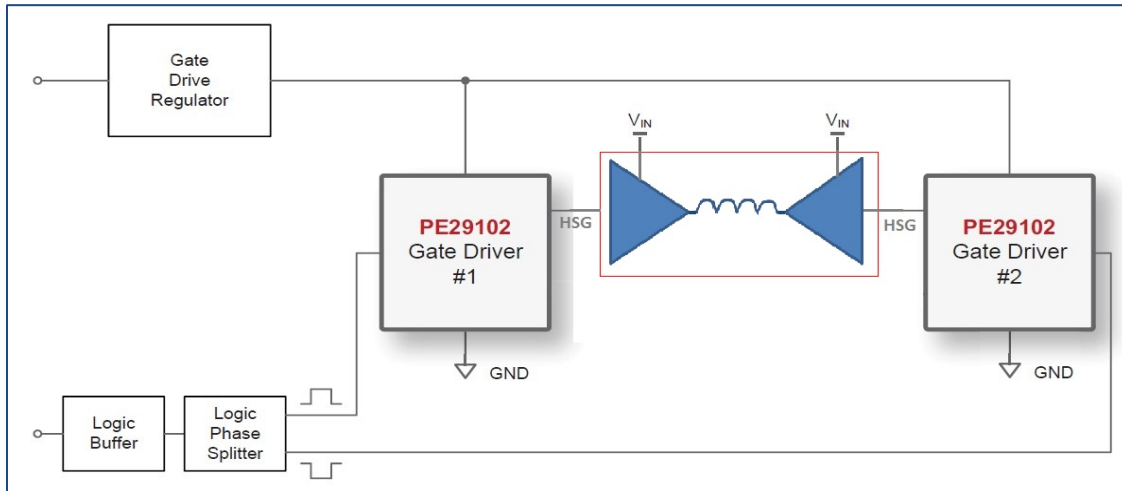 Gate
Drive
Regulator
VIN
VIN
PE29102
Gate Driver
#1
HSG
HSG
PE29102
Gate Driver
#2
GND
GND
Logic
Buffer
Logic
Phase
Splitter